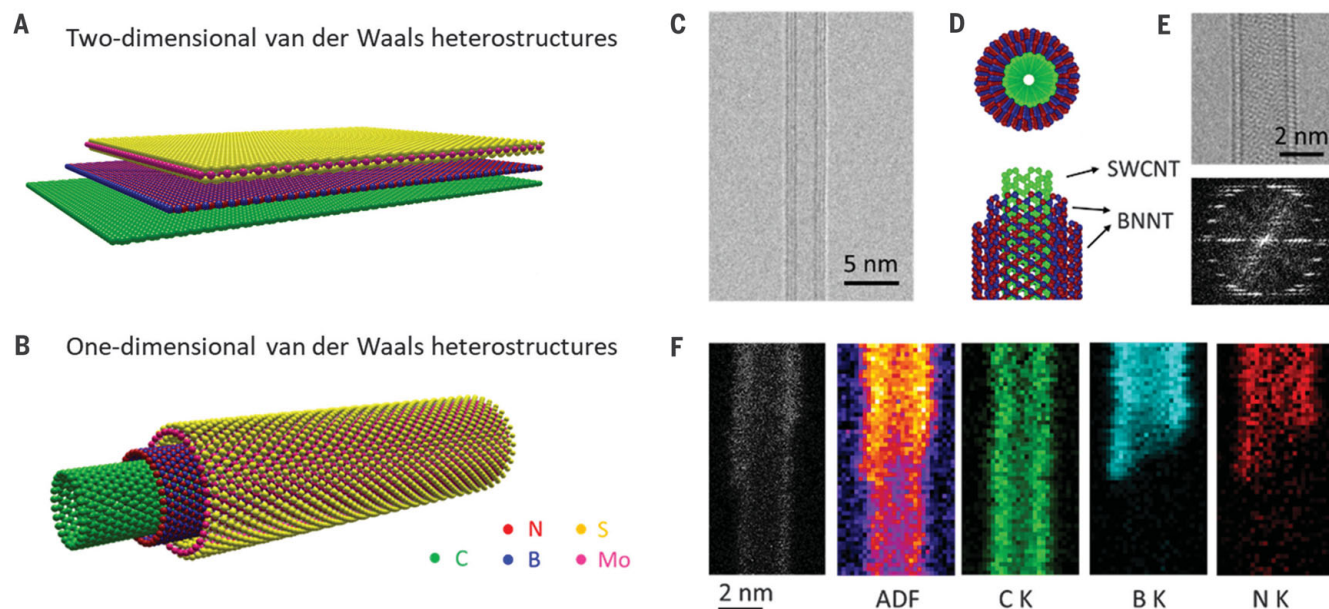 A
Two-dimensional van der Waals heterostructures
B
One-dimensional van der Waals heterostructures
N
S
C
B
Mo
C
5 nm
D
SWCNT
BNNT
E
2 nm
F
2 nm
ADF
C K
B K
N K